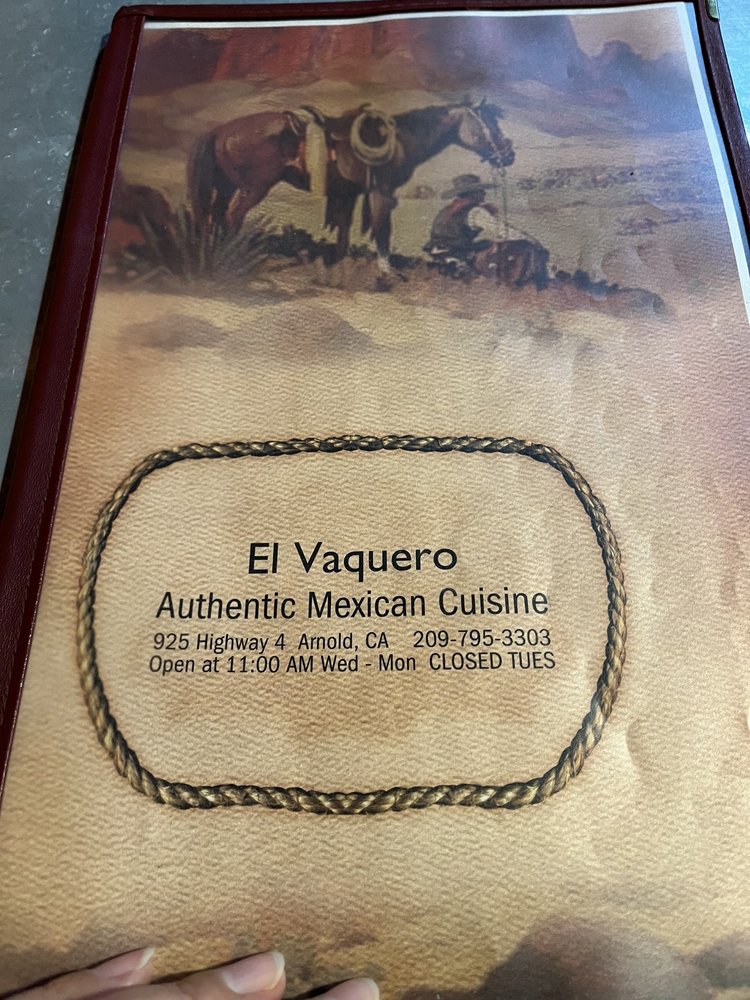 El Vaquero
Authentic Mexican Cuisine
925 Highway 4 Arnold, CA 209-795-3303
Open at 11:00 AM Wed - Mon CLOSED TUES